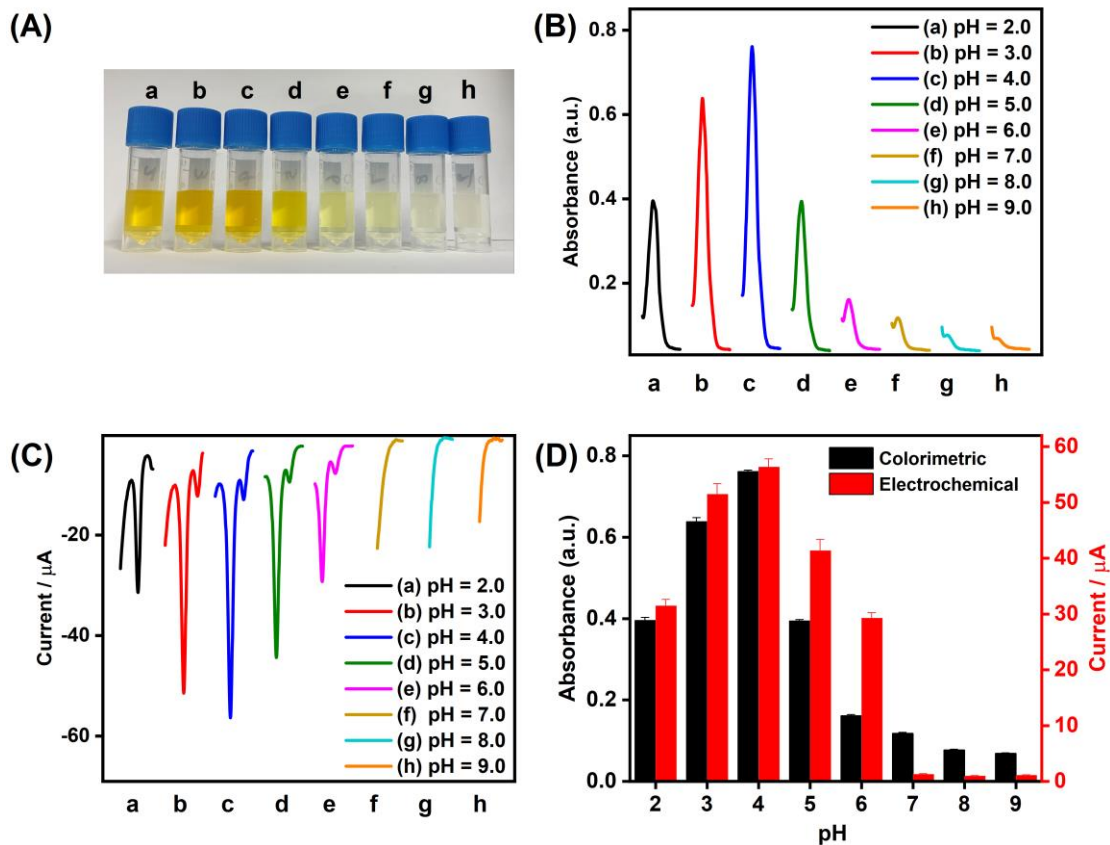 (A)
a b c d e f g h
(B)
Absorbance (a.u.)
0.8
0.6
0.4
0.2
(a) pH = 2.0
(b) pH = 3.0
(c) pH = 4.0
(d) pH = 5.0
(e) pH = 6.0
(f) pH = 7.0
(g) pH = 8.0
(h) pH = 9.0
a b c d e f g h
(C)
Current / μA
-20
-40
-60
(a) pH = 2.0
(b) pH = 3.0
(c) pH = 4.0
(d) pH = 5.0
(e) pH = 6.0
(f) pH = 7.0
(g) pH = 8.0
(h) pH = 9.0
a b c d e f g h
(D)
Absorbance (a.u.)
0.8
0.6
0.4
0.2
0.0
Colorimetric
Electrochemical
60
50
40
30
20
10
0
Current / μA
2 3 4 5 6 7 8 9
pH